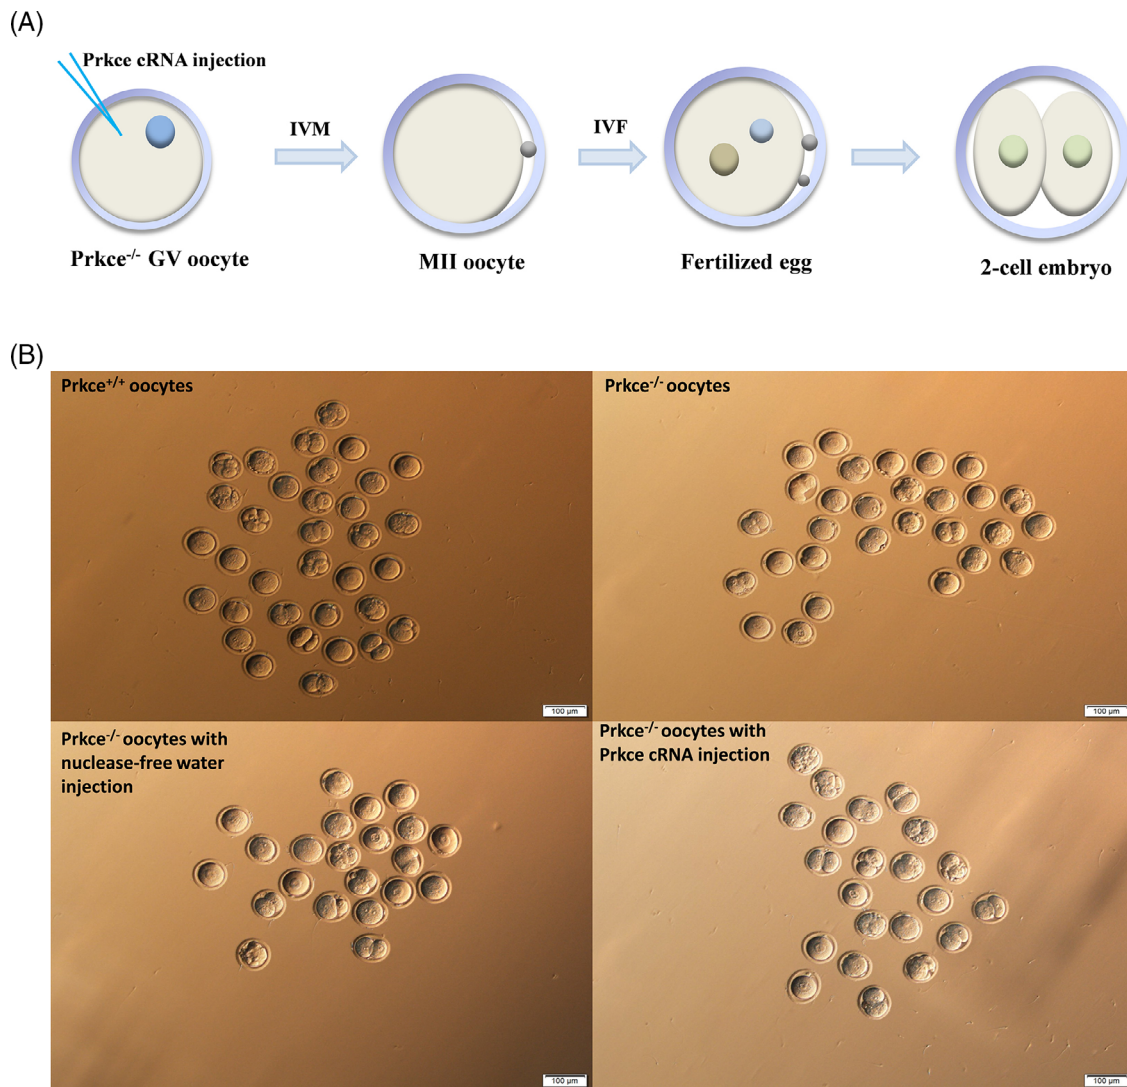 (A)
Prkce cRNA injection
IVM
IVF
Prkce-/- GV oocyte
MII oocyte
Fertilized egg
2-cell embryo
(B)
Prkce+/+ oocytes
Prkce-/- oocytes
100 μm
100 μm
Prkce-/- oocytes with
nuclease-free water
injection
Prkce-/- oocytes with
Prkce cRNA injection
100 μm
100 μm